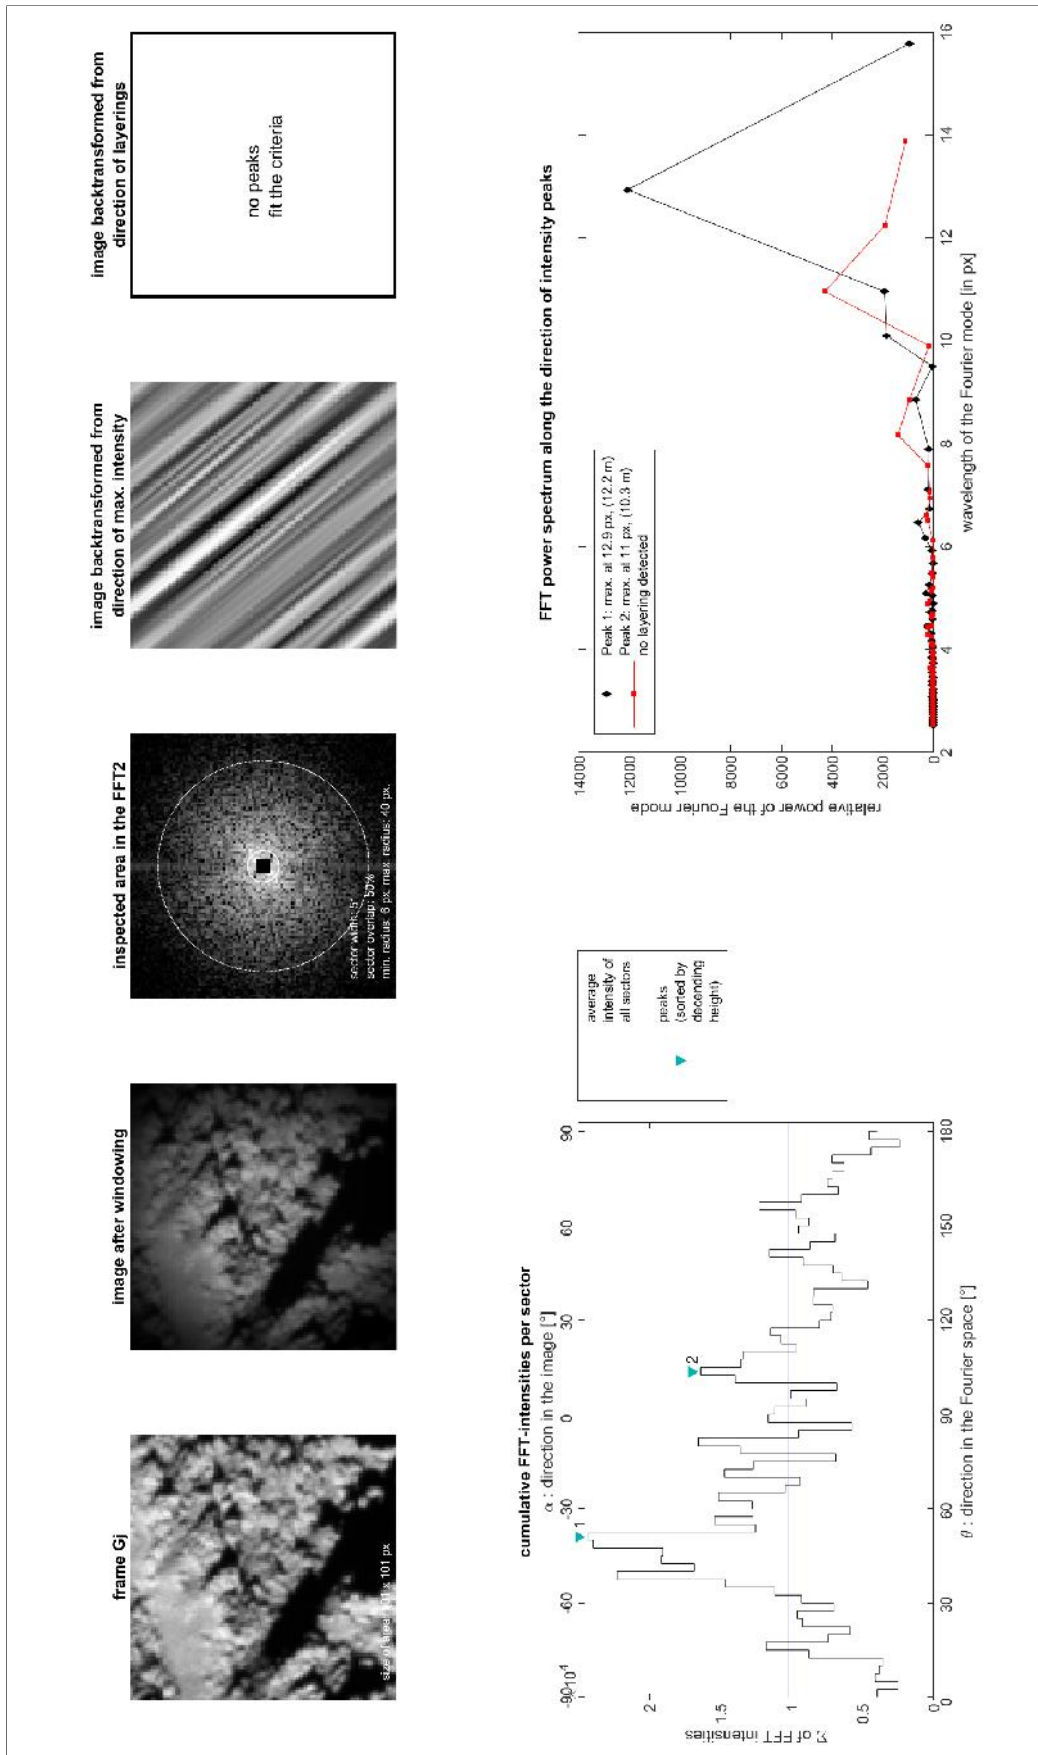 frame Gj
size of area: 101 x 101 px
image after windowing
inspected area in the FFT2
sector width: 5°
sector overlap: 50%
min. radius: 6 px, max. radius: 40 px.
image backtransformed from
direction of max. intensity
image backtransformed from
direction of layerings
no peaks
fit the criteria
cumulative FFT-intensities per sector
α : direction in the image [°]
-90 -60 -30 0 30 60 90
10⁴
Σ of FFT intensities
2
1.5
1
0.5
0
1
2
0 30 60 90 120 150 180
θ : direction in the Fourier space [°]
average
intensity of
all sectors
peaks
(sorted by
decending
height)
FFT power spectrum along the direction of intensity peaks
relative power of the Fourier mode
14000
12000
10000
8000
6000
4000
2000
0
Peak 1: max. at 12.9 px, (12.2 m)
Peak 2: max. at 11 px, (10.3 m)
no layering detected
2 4 6 8 10 12 14 16
wavelength of the Fourier mode [in px]